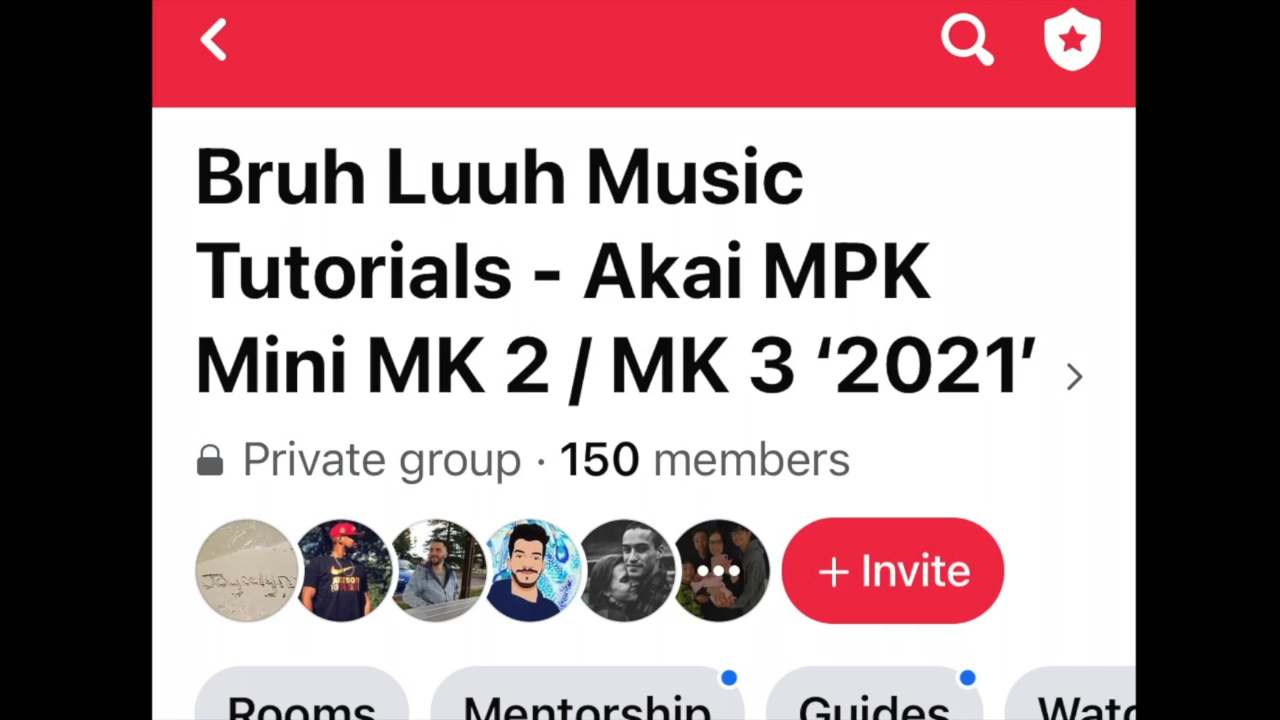 Bruh Luuh Music
Tutorials - Akai MPK
Mini MK 2 / MK 3 ‘2021’
Private group · 150 members
Joycelyn
+ Invite
Rooms
Mentorship
Guides